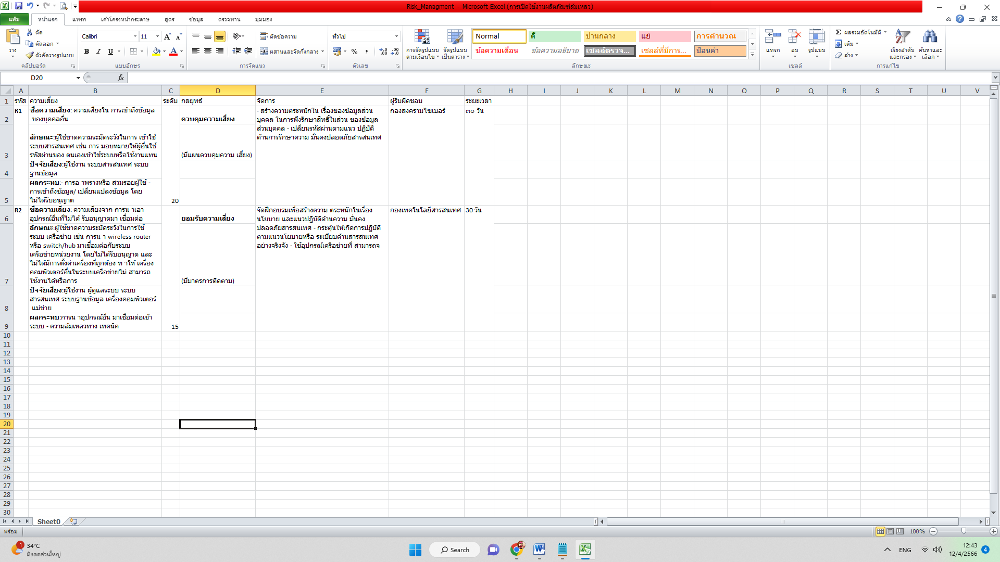 Risk_Managment - Microsoft Excel (การเปิดใช้งานผลิตภัณฑ์ล้มเหลว)
แฟ้ม หน้าแรก แทรก เค้าโครงหน้ากระดาษ สูตร ข้อมูล ตรวจทาน มุมมอง
วาง
ตัด
คัดลอก
ตัวคัดวางรูปแบบ
คลิปบอร์ด
Calibri 11
B I U
แบบอักษร
ตัดข้อความ
ผสานและจัดกึ่งกลาง
การจัดแนว
ทั่วไป
ตัวเลข
การจัดรูปแบบตามเงื่อนไข
จัดรูปแบบเป็นตาราง
Normal ดี ปานกลาง แย่ การคำนวณ
ข้อความเตือน ข้อความอธิบาย เซลล์ตรวจ... เซลล์ที่มีการ... ป้อนค่า
ลักษณะ
แทรก ลบ รูปแบบ
เซลล์
ผลรวมอัตโนมัติ
เติม
ล้าง
เรียงลำดับและกรอง
ค้นหาและเลือก
การแก้ไข
D20 fx
A B C D E F G H I J K L M N O P Q R S T U V
1 รหัส ความเสี่ยง ระดับ กลยุทธ์ จัดการ ผู้รับผิดชอบ ระยะเวลา
2 R1
ชื่อความเสี่ยง: ความเสี่ยงใน การเข้าถึงข้อมูล
ของบุคคลอื่น
ควบคุมความเสี่ยง
- สร้างความตระหนักใน เรื่องของข้อมูลส่วน
บุคคล ในการพึงรักษาสิทธิ์ในส่วน ของข้อมูล
ส่วนบุคคล - เปลี่ยนรหัสผ่านตามแนว ปฏิบัติ
ด้านการรักษาความ มั่นคงปลอดภัยสารสนเทศ
กองสงครามไซเบอร์ ๓๐ วัน
3
ลักษณะ:ผู้ใช้ขาดความระมัดระวังในการ เข้าใช้
ระบบสารสนเทศ เช่น การ มอบหมายให้ผู้อื่นใช้
รหัสผ่านของ ตนเองเข้าใช้ระบบหรือใช้งานแทน
(มีแผนควบคุมความ เสี่ยง)
4
ปัจจัยเสี่ยง:ผู้ใช้งาน ระบบสารสนเทศ ระบบ
ฐานข้อมูล
5
ผลกระทบ:- การอ าพรางหรือ สวมรอยผู้ใช้ -
การเข้าถึงข้อมูล/ เปลี่ยนแปลงข้อมูล โดย
ไม่ได้รับอนุญาต
20
6 R2
ชื่อความเสี่ยง: ความเสี่ยงจาก การน าเอา
อุปกรณ์อื่นที่ไม่ได้ รับอนุญาตมา เชื่อมต่อ
ยอมรับความเสี่ยง
จัดฝึกอบรมเพื่อสร้างความ ตระหนักในเรื่อง
นโยบาย และแนวปฏิบัติด้านความ มั่นคง
ปลอดภัยสารสนเทศ - กระตุ้นให้เกิดการปฏิบัติ
ตามแนวนโยบายหรือ ระเบียบด้านสารสนเทศ
อย่างจริงจัง - ใช้อุปกรณ์เครือข่ายที่ สามารถจ
กองเทคโนโลยีสารสนเทศ 30 วัน
7
ลักษณะ:ผู้ใช้ขาดความระมัดระวังในการใช้
ระบบ เครือข่าย เช่น การน า wireless router
หรือ switch/hub มาเชื่อมต่อกับระบบ
เครือข่ายหน่วยงาน โดยไม่ได้รับอนุญาต และ
ไม่ได้มีการตั้งค่าเครื่องที่ถูกต้อง ท าให้ เครื่อง
คอมพิวเตอร์อื่นในระบบเครือข่ายไม่ สามารถ
ใช้งานได้หรือการ
(มีมาตรการติดตาม)
8
ปัจจัยเสี่ยง:ผู้ใช้งาน ผู้ดูแลระบบ ระบบ
สารสนเทศ ระบบฐานข้อมูล เครื่องคอมพิวเตอร์
แม่ข่าย
9
ผลกระทบ:การน าอุปกรณ์อื่น มาเชื่อมต่อเข้า
ระบบ - ความล้มเหลวทาง เทคนิค
15
10
11
12
13
14
15
16
17
18
19
20
21
22
23
24
25
26
27
28
29
30
Sheet0
พร้อม 100%
1 34°C
มีแดดส่วนใหญ่
Search
ENG
12:43
12/4/2566
4